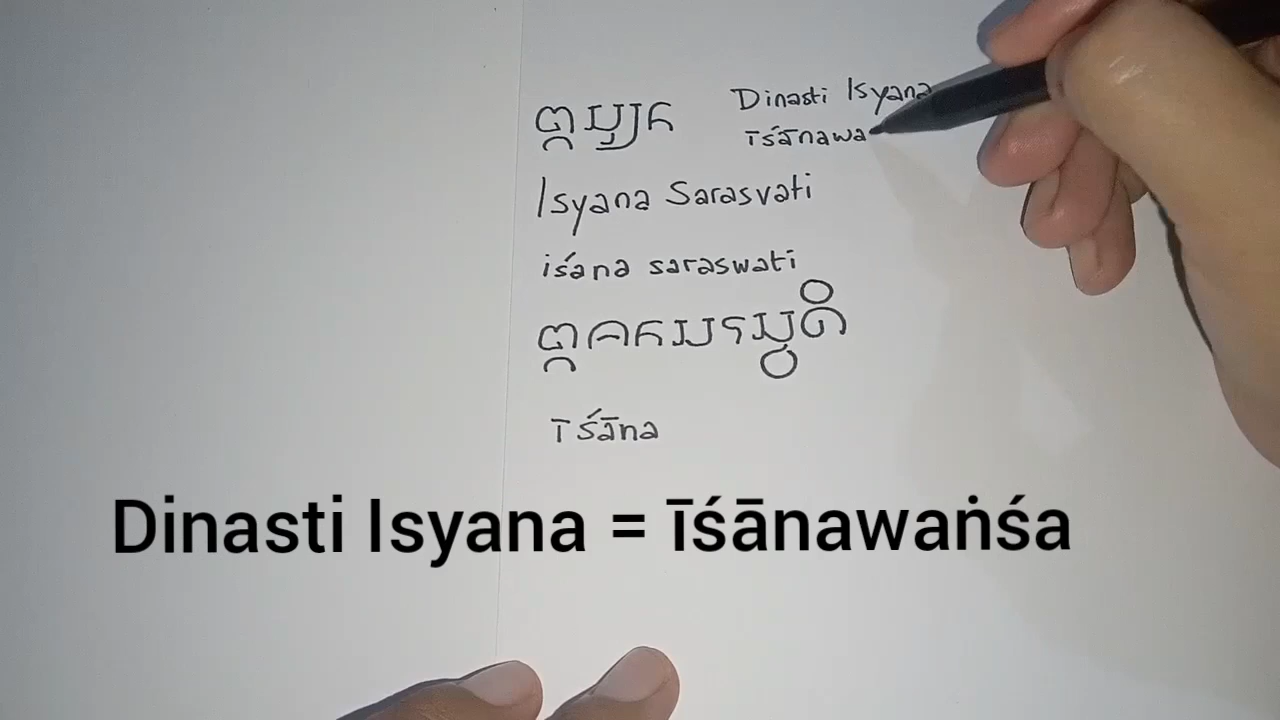 Dinasti Isyana
īśānawa
Isyana Sarasvati
iśana saraswati
īśāna
Dinasti Isyana = īśānawaṅśa